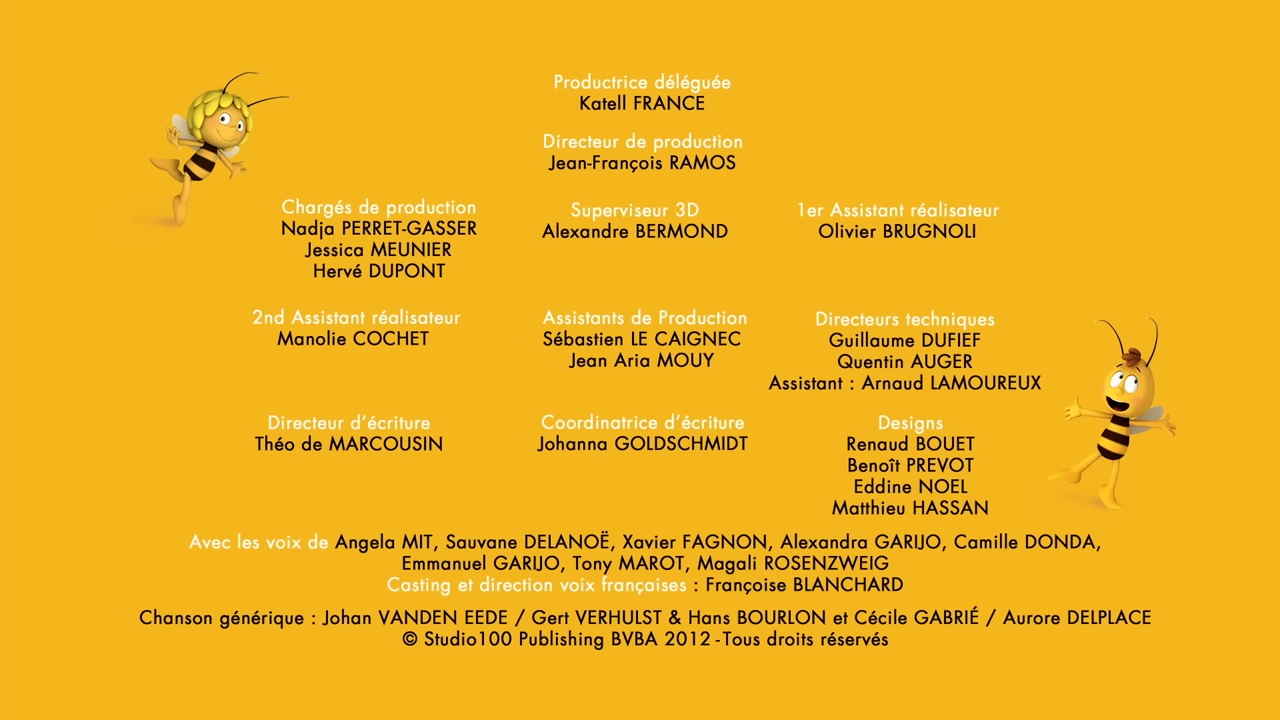 Productrice déléguée
Katell FRANCE
Directeur de production
Jean-François RAMOS
Chargés de production
Nadja PERRET-GASSER
Jessica MEUNIER
Hervé DUPONT
Superviseur 3D
Alexandre BERMOND
1er Assistant réalisateur
Olivier BRUGNOLI
2nd Assistant réalisateur
Manolie COCHET
Assistants de Production
Sébastien LE CAIGNEC
Jean Aria MOUY
Directeurs techniques
Guillaume DUFIEF
Quentin AUGER
Assistant : Arnaud LAMOUREUX
Directeur d’écriture
Théo de MARCOUSIN
Coordinatrice d’écriture
Johanna GOLDSCHMIDT
Designs
Renaud BOUET
Benoît PREVOT
Eddine NOEL
Matthieu HASSAN
Avec les voix de Angela MIT, Sauvane DELANOË, Xavier FAGNON, Alexandra GARIJO, Camille DONDA,
Emmanuel GARIJO, Tony MAROT, Magali ROSENZWEIG
Casting et direction voix françaises : Françoise BLANCHARD
Chanson générique : Johan VANDEN EEDE / Gert VERHULST & Hans BOURLON et Cécile GABRIÉ / Aurore DELPLACE
© Studio100 Publishing BVBA 2012 - Tous droits réservés